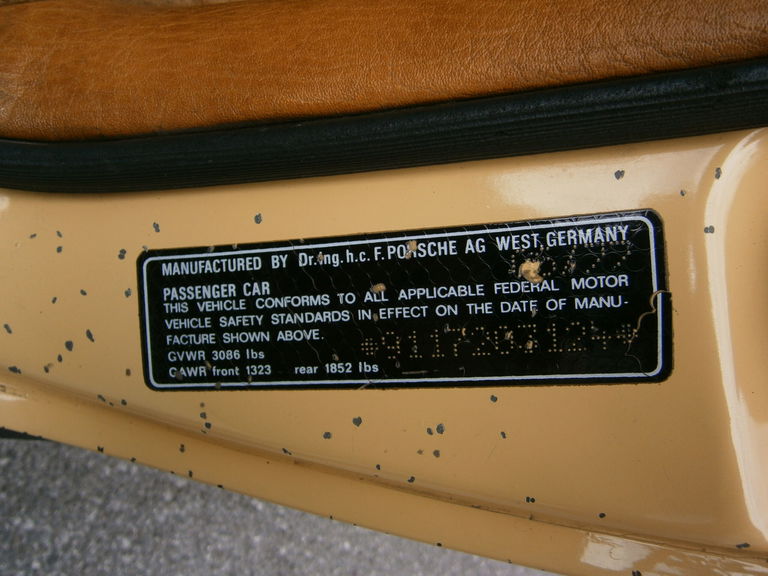 MANUFACTURED BY Dr.Ing.h.c.F.PORSCHE AG WEST GERMANY
PASSENGER CAR
THIS VEHICLE CONFORMS TO ALL APPLICABLE FEDERAL MOTOR
VEHICLE SAFETY STANDARDS IN EFFECT ON THE DATE OF MANU-
FACTURE SHOWN ABOVE.
*9117203124*
GVWR 3086 lbs
GAWR front 1323 rear 1852 lbs